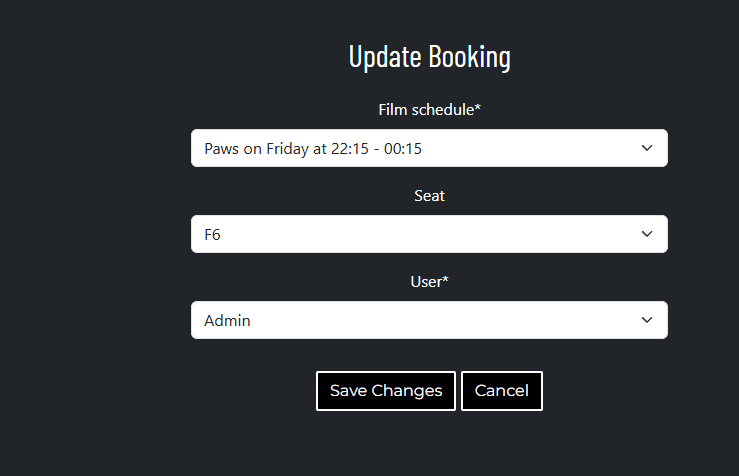 Update Booking
Film schedule*
Paws on Friday at 22:15 - 00:15
Seat
F6
User*
Admin
Save Changes Cancel